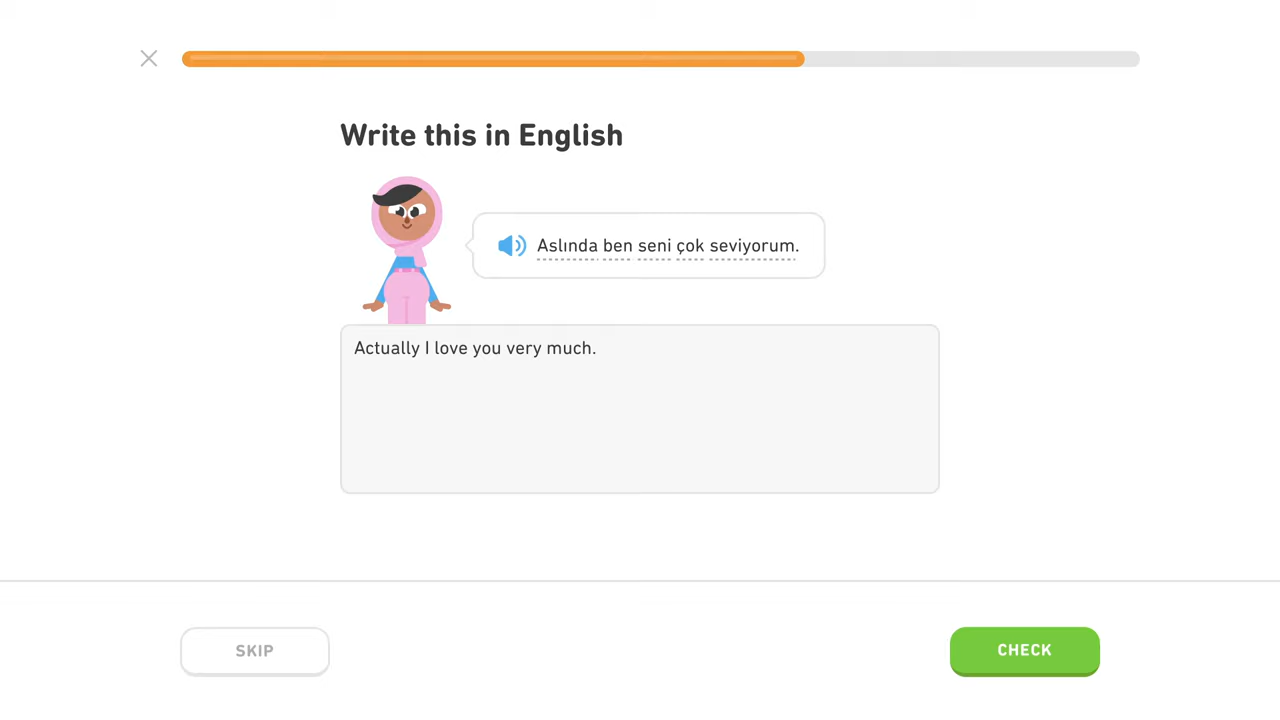 Write this in English
Aslında ben seni çok seviyorum.
Actually I love you very much.
SKIP
CHECK